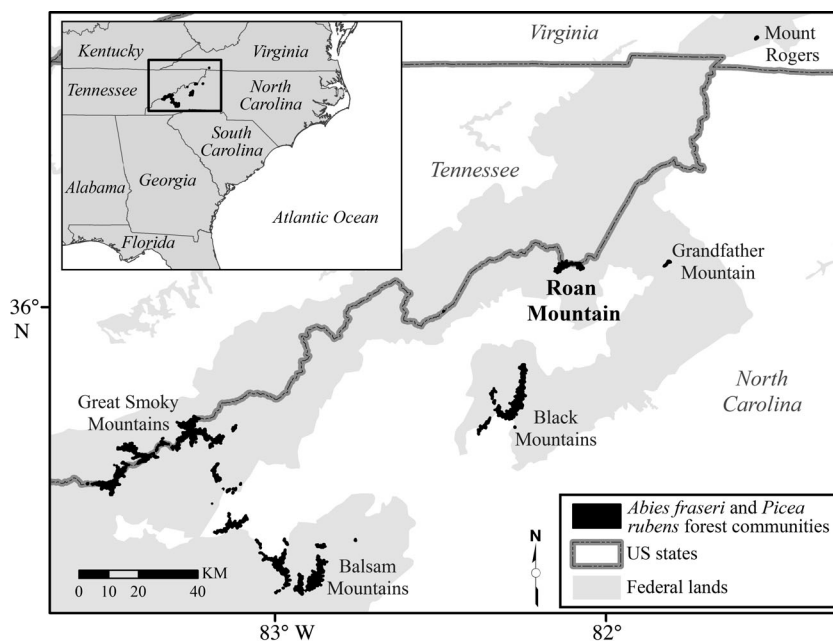 Kentucky
Virginia
Tennessee
North
Carolina
South
Carolina
Alabama
Georgia
Atlantic Ocean
Florida
Virginia
Mount
Rogers
Tennessee
Grandfather
Mountain
Roan
Mountain
36°
N
North
Carolina
Great Smoky
Mountains
Black
Mountains
Balsam
Mountains
0 10 20 40 KM
N
Abies fraseri and Picea
rubens forest communities
US states
Federal lands
83° W
82°